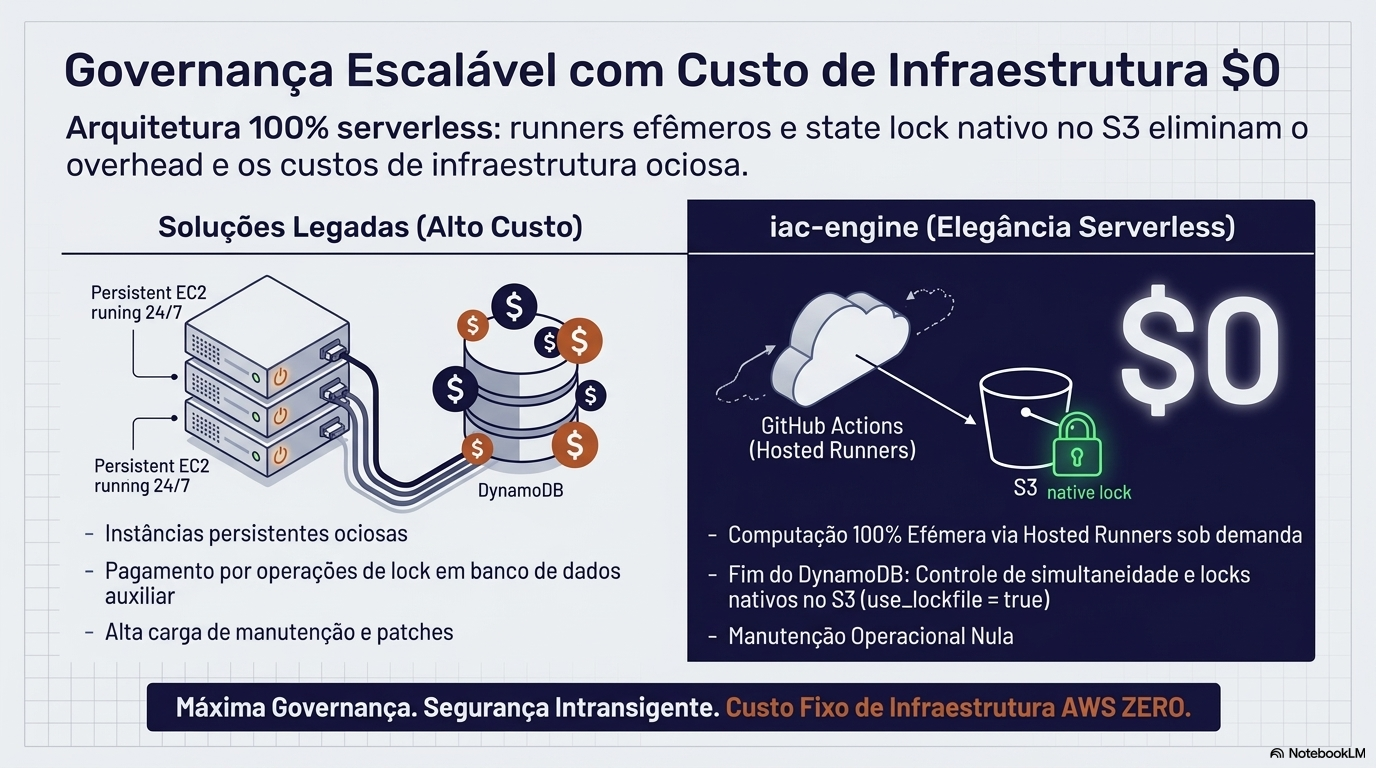 Governança Escalável com Custo de Infraestrutura $0
Arquitetura 100% serverless: runners efêmeros e state lock nativo no S3 eliminam o
overhead e os custos de infraestrutura ociosa.
Soluções Legadas (Alto Custo)
Persistent EC2
runing 24/7
Persistent EC2
runnng 24/7
$
$
$
$
$
$
$
$
DynamoDB
- Instâncias persistentes ociosas
- Pagamento por operações de lock em banco de dados
auxiliar
- Alta carga de manutenção e patches
iac-engine (Elegância Serverless)
$0
GitHub Actions
(Hosted Runners)
S3 native lock
- Computação 100% Efémera via Hosted Runners sob demanda
- Fim do DynamoDB: Controle de simultaneidade e locks
nativos no S3 (use_lockfile = true)
- Manutenção Operacional Nula
Máxima Governança. Segurança Intransigente. Custo Fixo de Infraestrutura AWS ZERO.
NotebookLM